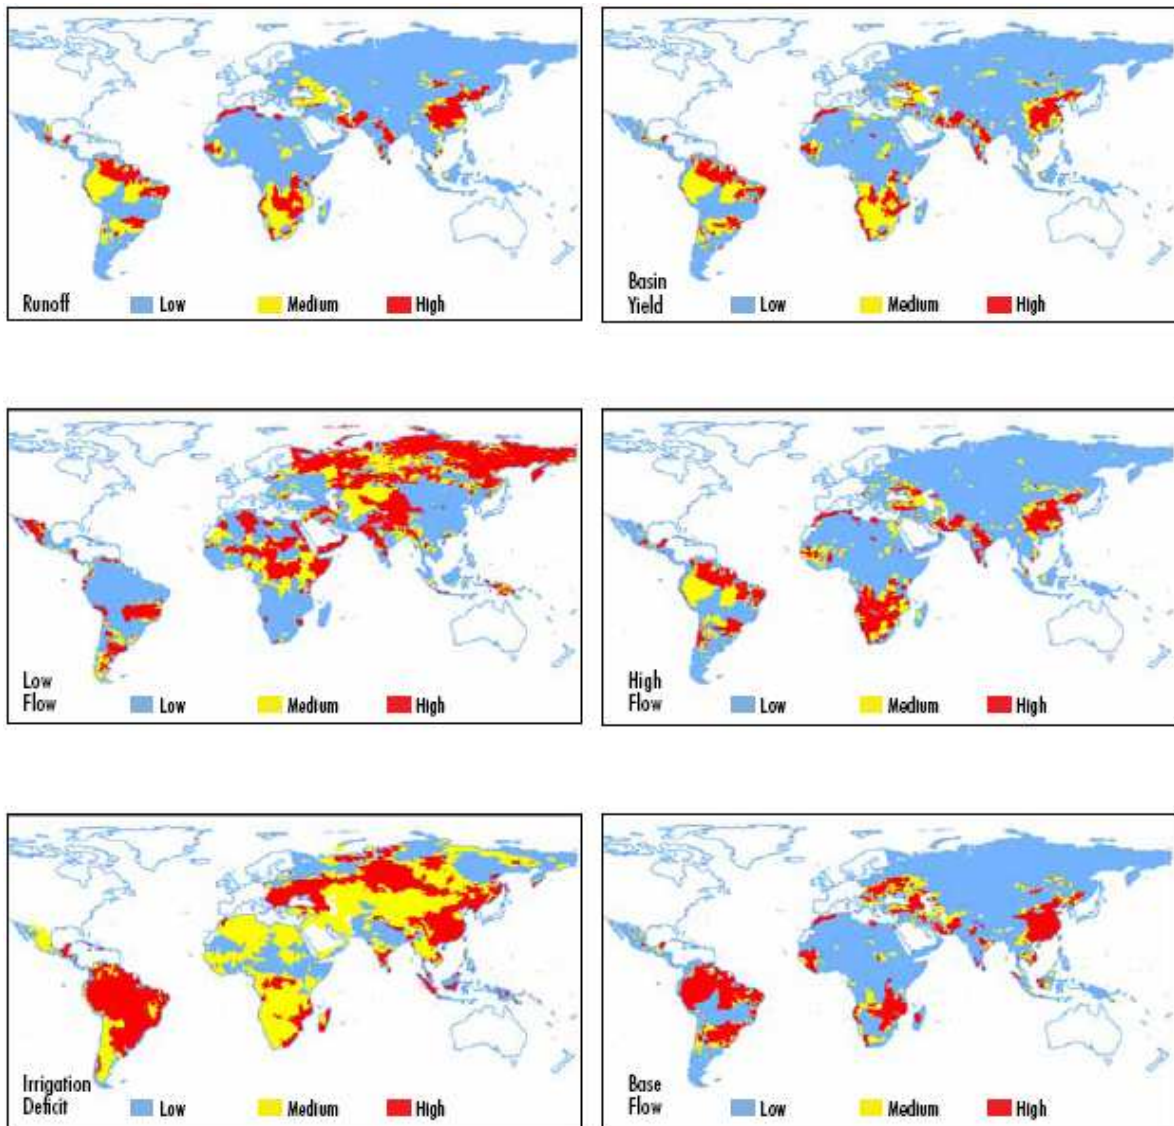 Runoff Low Medium High
Basin
Yield Low Medium High
Low
Flow Low Medium High
High
Flow Low Medium High
Irrigation
Deficit Low Medium High
Base
Flow Low Medium High